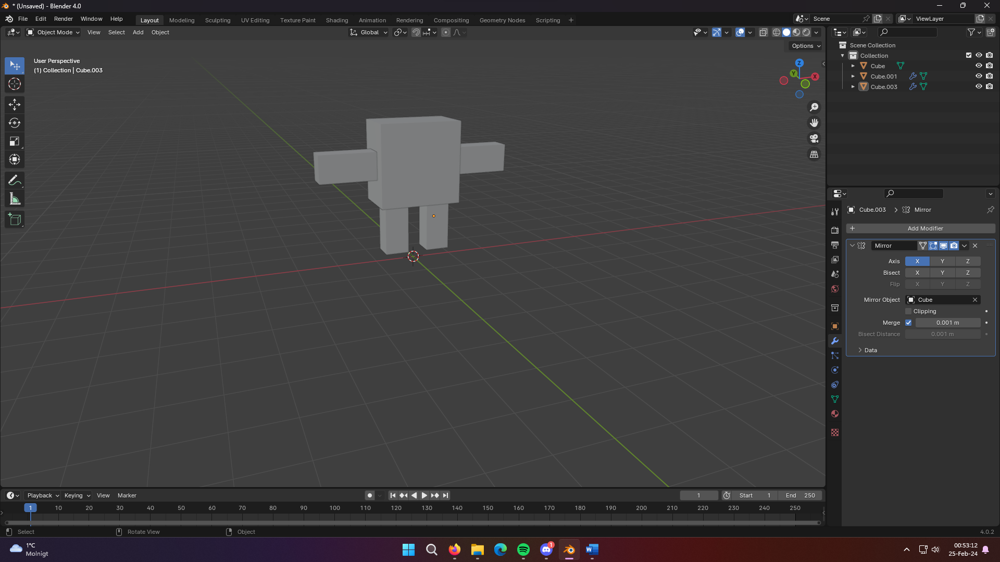 * (Unsaved) - Blender 4.0
File Edit Render Window Help Layout Modeling Sculpting UV Editing Texture Paint Shading Animation Rendering Compositing Geometry Nodes Scripting + Scene ViewLayer
Object Mode View Select Add Object Global
Options
User Perspective
(1) Collection | Cube.003
Z
Y
X
Scene Collection
Collection
Cube
Cube.001
Cube.003
Cube.003 > Mirror
+ Add Modifier
Mirror
Axis X Y Z
Bisect X Y Z
Flip X Y Z
Mirror Object Cube
Clipping
Merge 0.001 m
Bisect Distance 0.001 m
Data
Playback Keying View Marker 1 Start 1 End 250
1 10 20 30 40 50 60 70 80 90 100 110 120 130 140 150 160 170 180 190 200 210 220 230 240 250
Select Rotate View Object 4.0.2
1°C
Molnigt
1
W
00:53:12
25-Feb-24